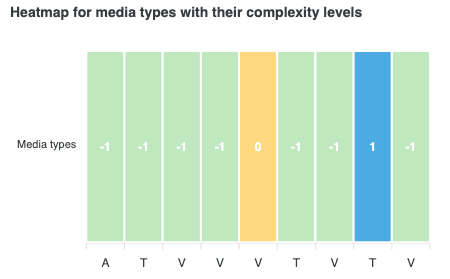 Heatmap for media types with their complexity levels
Media types -1 -1 -1 -1 0 -1 -1 1 -1
A T V V V T V T V